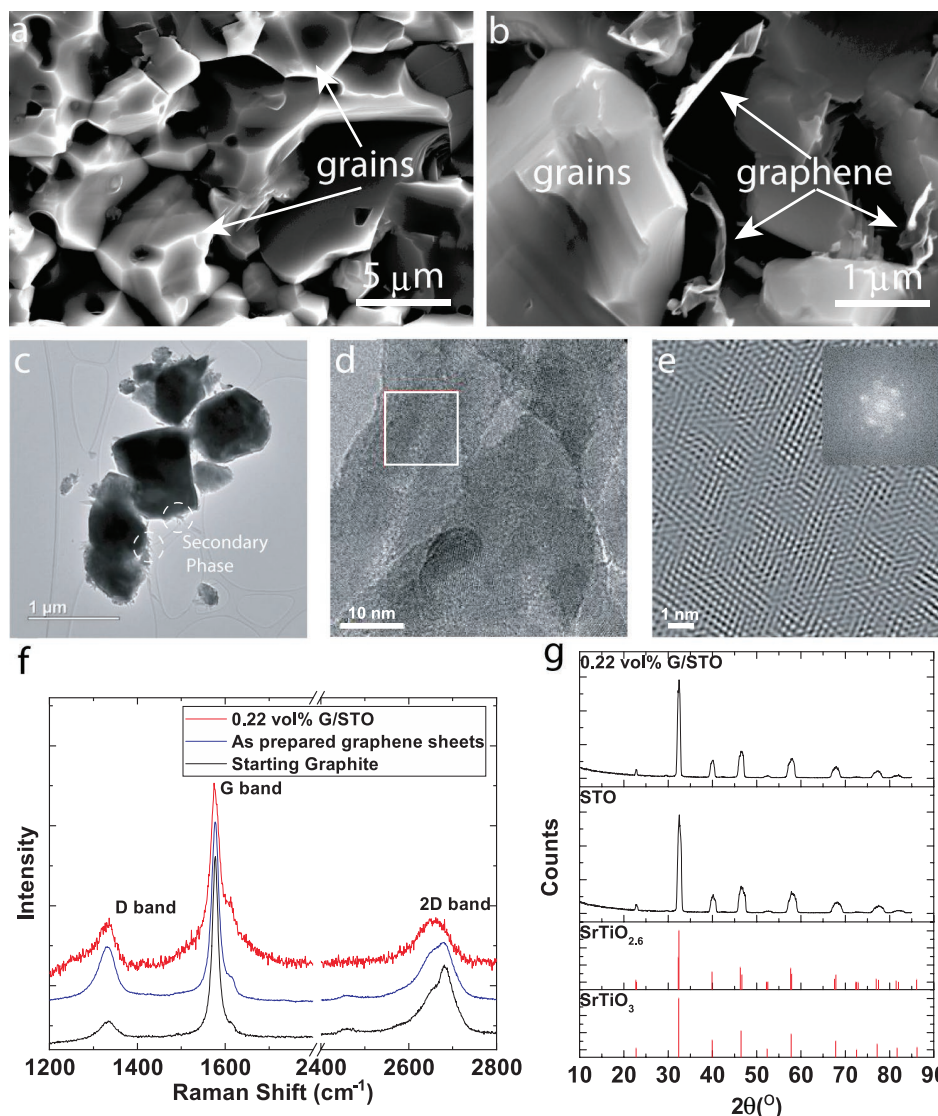 a
grains
5 μm
b
grains
graphene
1 μm
c
Secondary
Phase
1 μm
d
10 nm
e
1 nm
f
0.22 vol% G/STO
As prepared graphene sheets
Starting Graphite
G band
D band
2D band
Intensity
1200 1400 1600 1800 2600 2800
Raman Shift (cm⁻¹)
g
0.22 vol% G/STO
STO
SrTiO₂.₆
SrTiO₃
Counts
10 20 30 40 50 60 70 80 90
2θ(O)